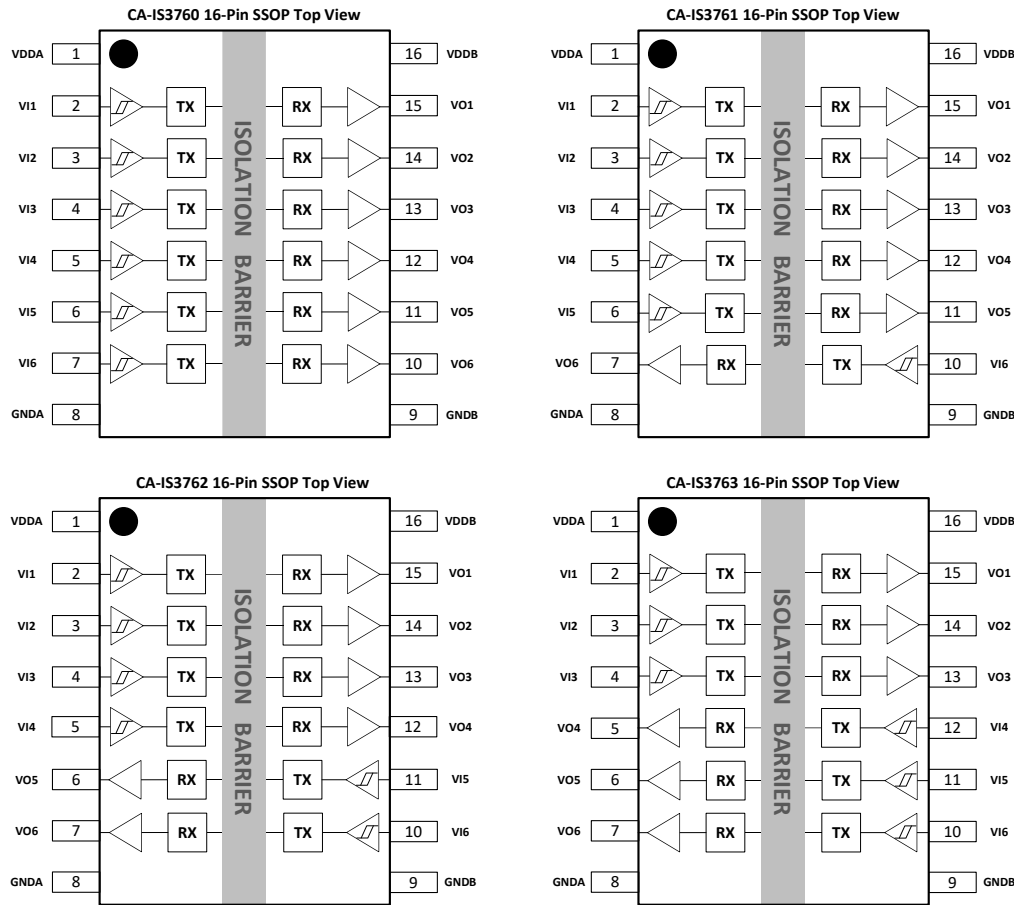 CA-IS3760 16-Pin SSOP Top View
VDDA 1 16 VDDB
VI1 2 TX RX 15 VO1
VI2 3 TX RX 14 VO2
VI3 4 TX RX 13 VO3
VI4 5 TX RX 12 VO4
VI5 6 TX RX 11 VO5
VI6 7 TX RX 10 VO6
GNDA 8 9 GNDB
ISOLATION BARRIER
CA-IS3761 16-Pin SSOP Top View
VDDA 1 16 VDDB
VI1 2 TX RX 15 VO1
VI2 3 TX RX 14 VO2
VI3 4 TX RX 13 VO3
VI4 5 TX RX 12 VO4
VI5 6 TX RX 11 VO5
VO6 7 RX TX 10 VI6
GNDA 8 9 GNDB
ISOLATION BARRIER
CA-IS3762 16-Pin SSOP Top View
VDDA 1 16 VDDB
VI1 2 TX RX 15 VO1
VI2 3 TX RX 14 VO2
VI3 4 TX RX 13 VO3
VI4 5 TX RX 12 VO4
VO5 6 RX TX 11 VI5
VO6 7 RX TX 10 VI6
GNDA 8 9 GNDB
ISOLATION BARRIER
CA-IS3763 16-Pin SSOP Top View
VDDA 1 16 VDDB
VI1 2 TX RX 15 VO1
VI2 3 TX RX 14 VO2
VI3 4 TX RX 13 VO3
VO4 5 RX TX 12 VI4
VO5 6 RX TX 11 VI5
VO6 7 RX TX 10 VI6
GNDA 8 9 GNDB
ISOLATION BARRIER